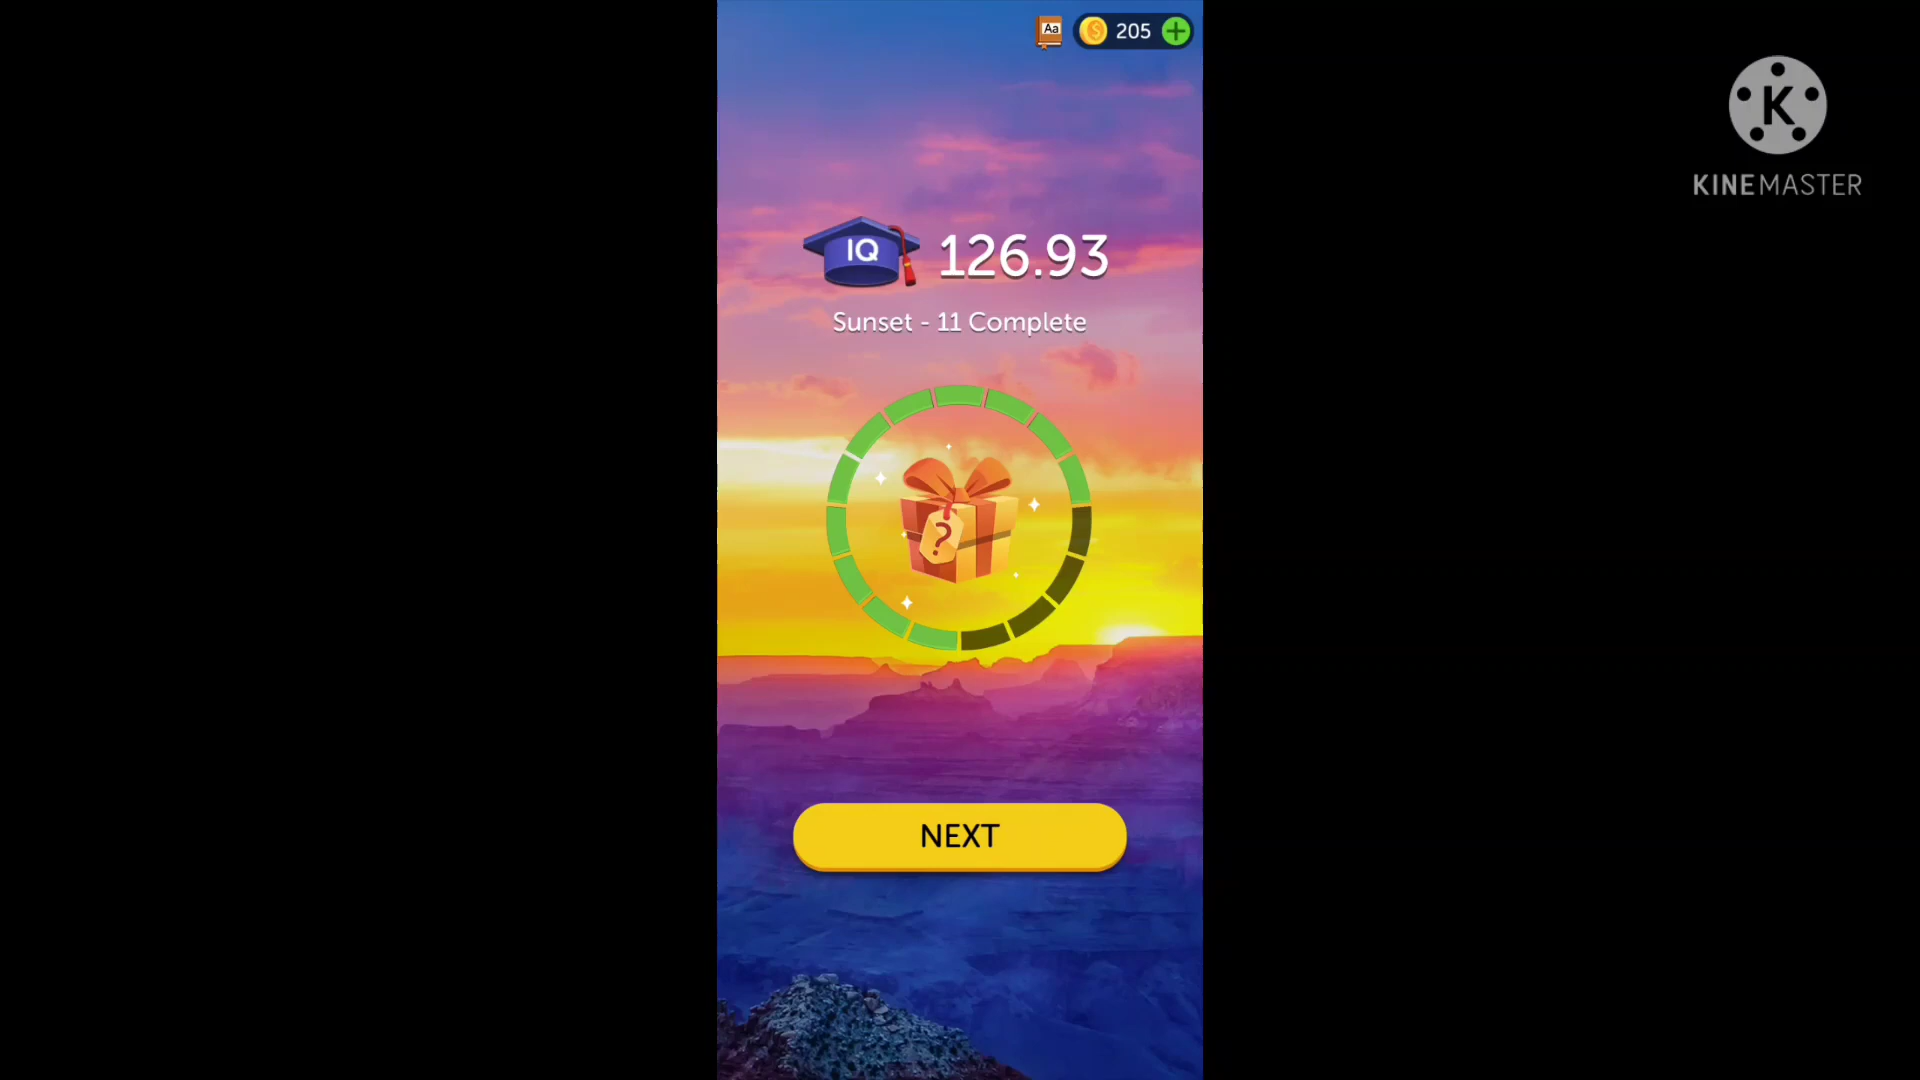 Aa
205
IQ
126.93
Sunset - 11 Complete
?
NEXT
K
KINEMASTER